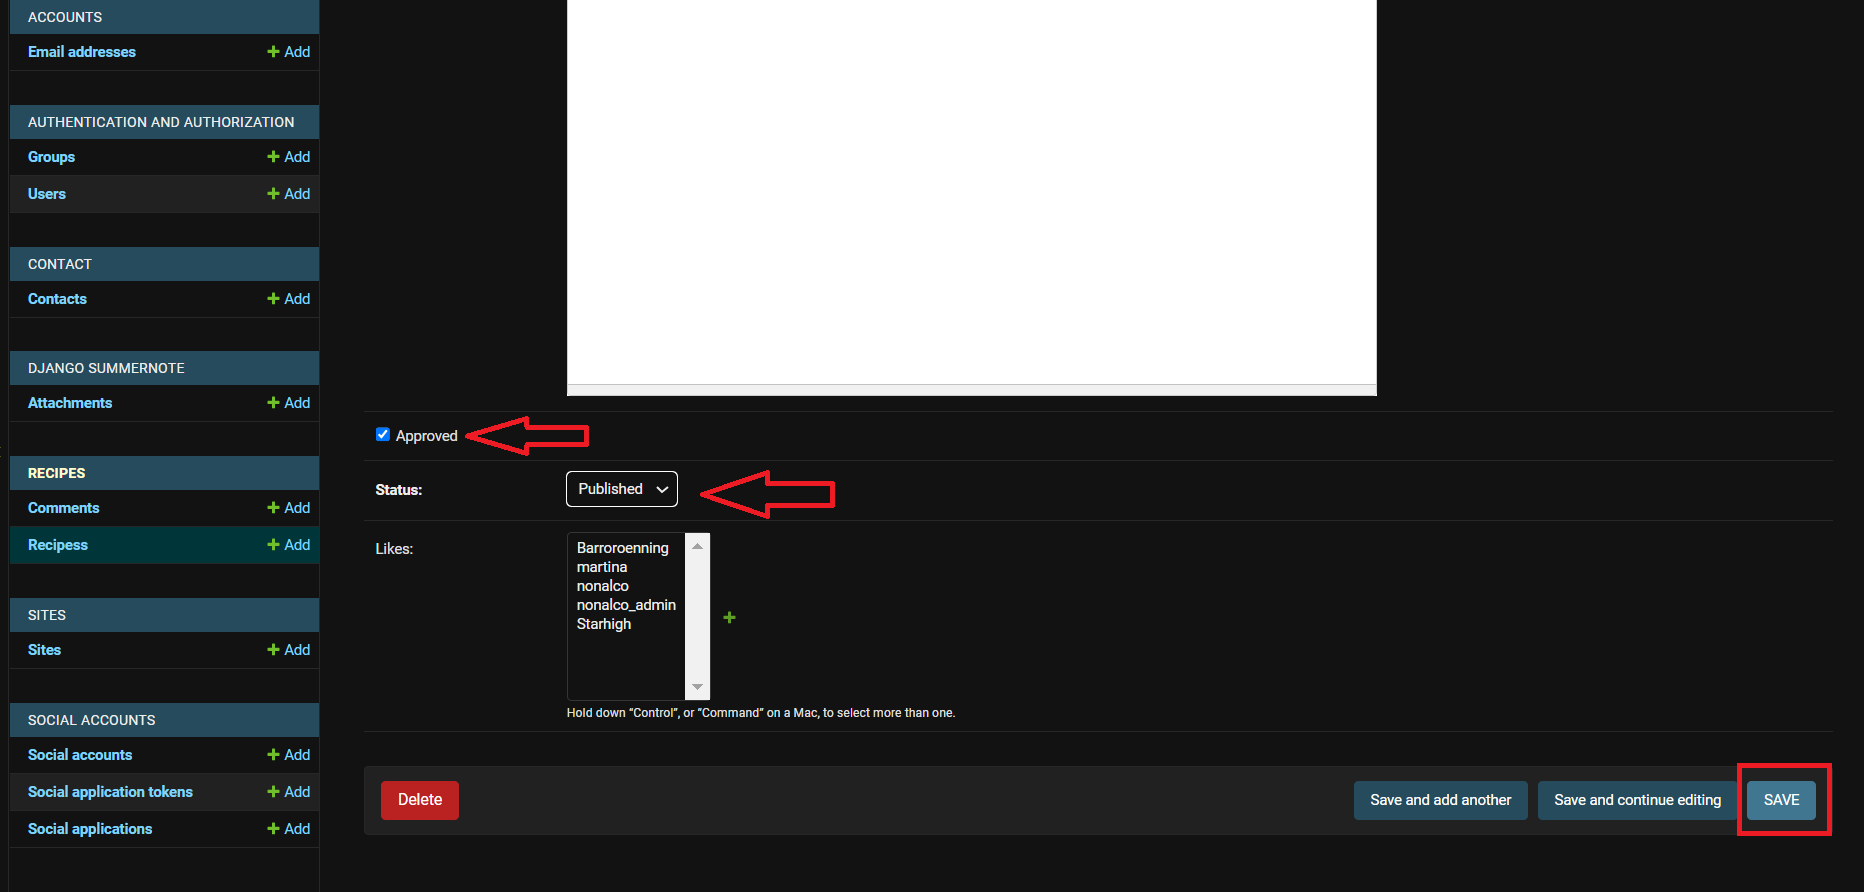 ACCOUNTS
Email addresses Add
AUTHENTICATION AND AUTHORIZATION
Groups Add
Users Add
CONTACT
Contacts Add
DJANGO SUMMERNOTE
Attachments Add
RECIPES
Comments Add
Recipess Add
SITES
Sites Add
SOCIAL ACCOUNTS
Social accounts Add
Social application tokens Add
Social applications Add
Approved
Status: Published
Likes:
Barroroenning
martina
nonalco
nonalco_admin
Starhigh
Hold down “Control”, or “Command” on a Mac, to select more than one.
Delete Save and add another Save and continue editing SAVE